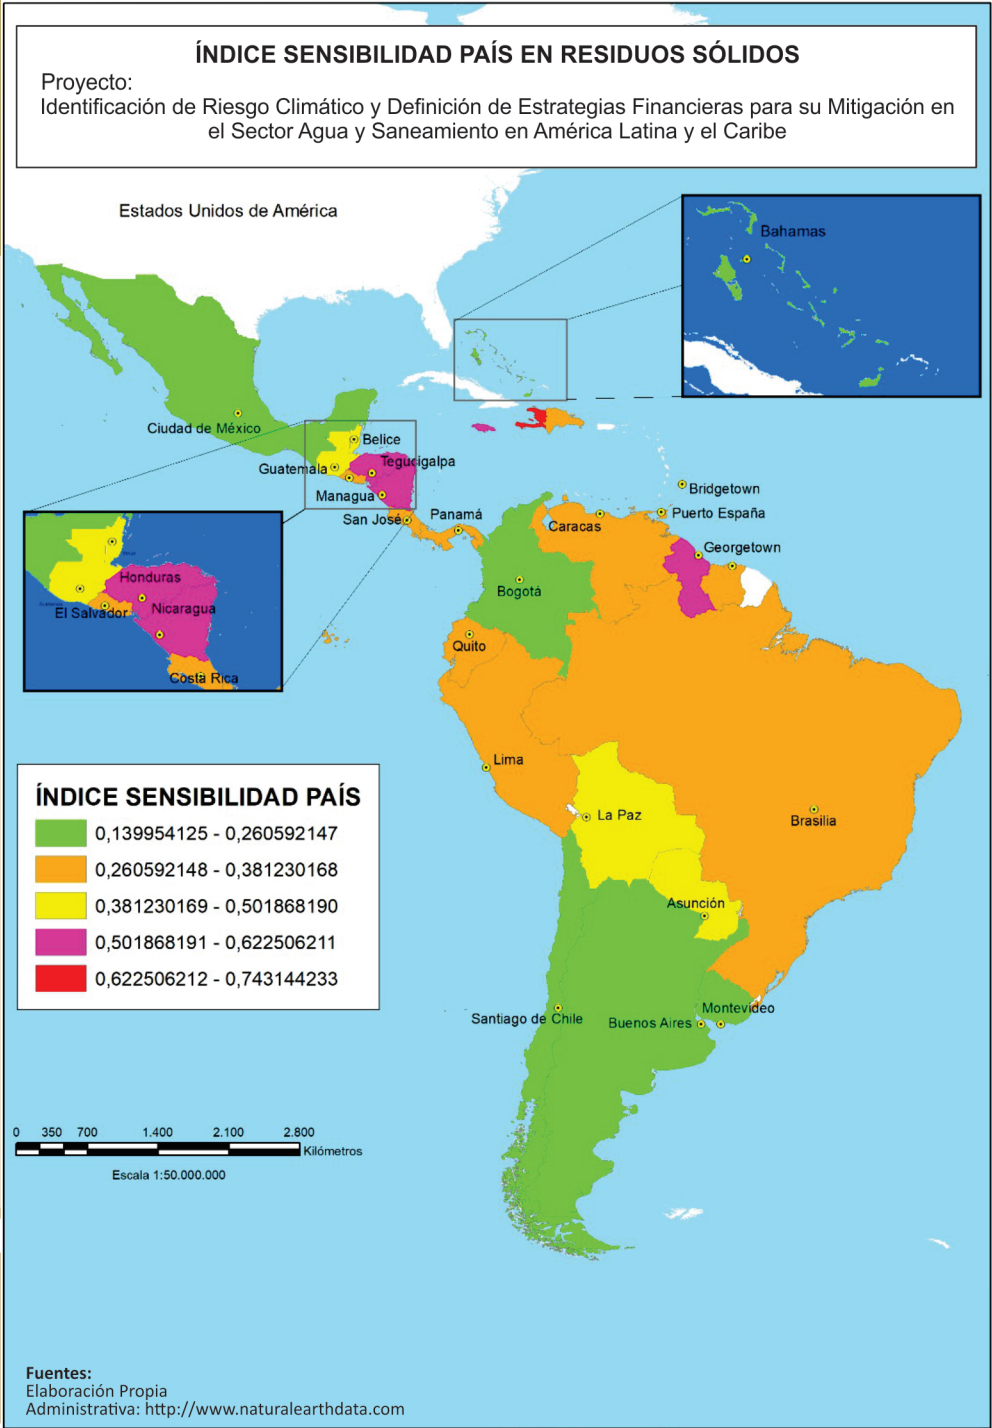 ÍNDICE SENSIBILIDAD PAÍS EN RESIDUOS SÓLIDOS
Proyecto:
Identificación de Riesgo Climático y Definición de Estrategias Financieras para su Mitigación en
el Sector Agua y Saneamiento en América Latina y el Caribe
Estados Unidos de América
Bahamas
Ciudad de México
Belice
Guatemala
Tegucigalpa
Managua
San José
Panamá
Bridgetown
Puerto España
Caracas
Georgetown
Bogotá
Quito
Honduras
Nicaragua
El Salvador
Costa Rica
Lima
La Paz
Brasilia
Asunción
Santiago de Chile
Buenos Aires
Montevideo
ÍNDICE SENSIBILIDAD PAÍS
0,139954125 - 0,260592147
0,260592148 - 0,381230168
0,381230169 - 0,501868190
0,501868191 - 0,622506211
0,622506212 - 0,743144233
0 350 700 1.400 2.100 2.800
Kilómetros
Escala 1:50.000.000
Fuentes:
Elaboración Propia
Administrativa: http://www.naturalearthdata.com